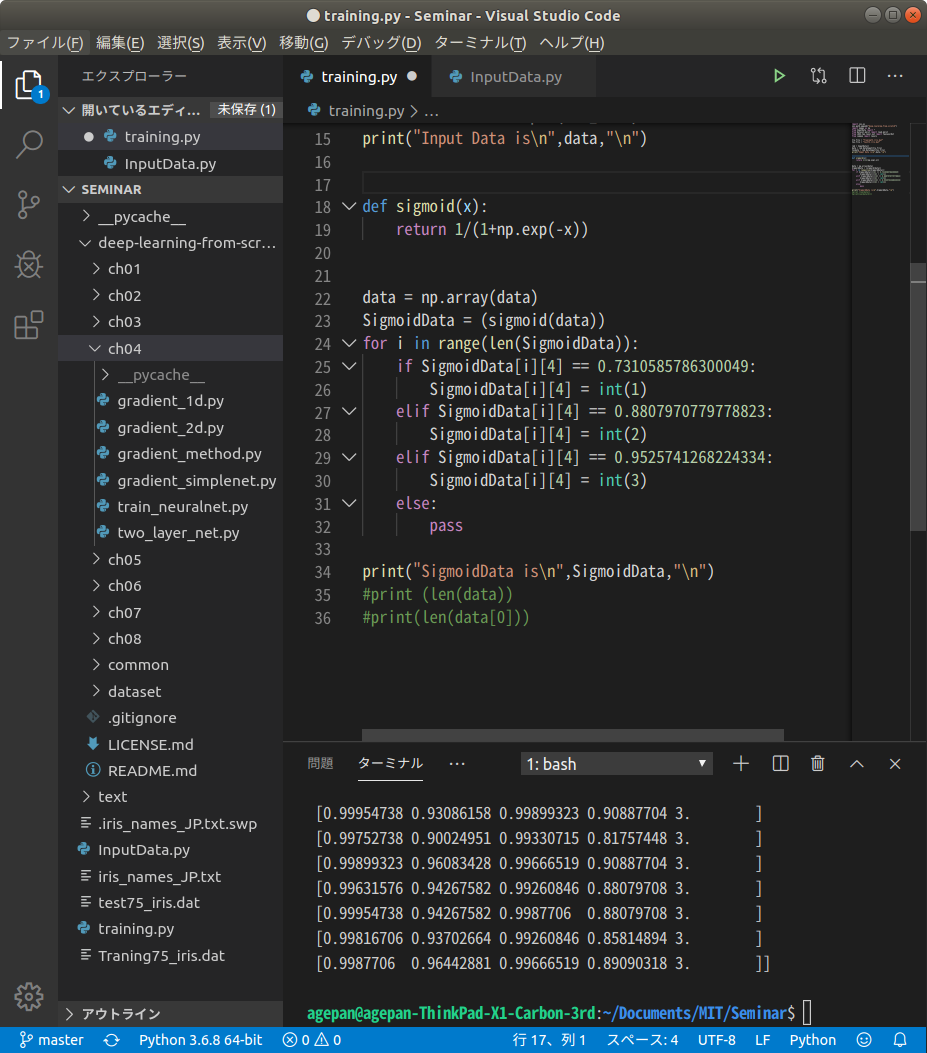 training.py - Seminar - Visual Studio Code
ファイル(F) 編集(E) 選択(S) 表示(V) 移動(G) デバッグ(D) ターミナル(T) ヘルプ(H)
1
エクスプローラー
開いているエディ... 未保存 (1)
training.py
InputData.py
SEMINAR
__pycache__
deep-learning-from-scr...
ch01
ch02
ch03
ch04
__pycache__
gradient_1d.py
gradient_2d.py
gradient_method.py
gradient_simplenet.py
train_neuralnet.py
two_layer_net.py
ch05
ch06
ch07
ch08
common
dataset
.gitignore
LICENSE.md
README.md
text
.iris_names_JP.txt.swp
InputData.py
iris_names_JP.txt
test75_iris.dat
training.py
Traning75_iris.dat
アウトライン
training.py InputData.py
training.py > ...
15 print("Input Data is\n",data,"\n")
16
17
18 def sigmoid(x):
19     return 1/(1+np.exp(-x))
20
21
22 data = np.array(data)
23 SigmoidData = (sigmoid(data))
24 for i in range(len(SigmoidData)):
25     if SigmoidData[i][4] == 0.7310585786300049:
26         SigmoidData[i][4] = int(1)
27     elif SigmoidData[i][4] == 0.8807970779778823:
28         SigmoidData[i][4] = int(2)
29     elif SigmoidData[i][4] == 0.9525741268224334:
30         SigmoidData[i][4] = int(3)
31     else:
32         pass
33
34 print("SigmoidData is\n",SigmoidData,"\n")
35 #print (len(data))
36 #print(len(data[0]))
問題 ターミナル ... 1: bash
[0.99954738 0.93086158 0.99899323 0.90887704 3.        ]
[0.99752738 0.90024951 0.99330715 0.81757448 3.        ]
[0.99899323 0.96083428 0.99666519 0.90887704 3.        ]
[0.99631576 0.94267582 0.99260846 0.88079708 3.        ]
[0.99954738 0.94267582 0.9987706  0.88079708 3.        ]
[0.99816706 0.93702664 0.99260846 0.85814894 3.        ]
[0.9987706  0.96442881 0.99666519 0.89090318 3.        ]]
agepan@agepan-ThinkPad-X1-Carbon-3rd:~/Documents/MIT/Seminar$
master Python 3.6.8 64-bit 0 0 行 17、列 1 スペース: 4 UTF-8 LF Python